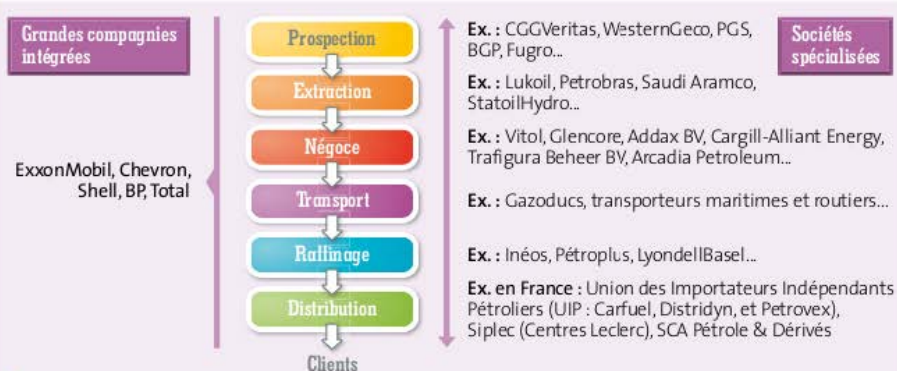 Grandes compagnies
intégrées
ExxonMobil, Chevron,
Shell, BP, Total
Prospection
Extraction
Négoce
Transport
Raffinage
Distribution
Clients
Sociétés
spécialisées
Ex. : CGGVeritas, WesternGeco, PGS,
BGP, Fugro...
Ex. : Lukoil, Petrobras, Saudi Aramco,
StatoilHydro...
Ex. : Vitol, Glencore, Addax BV, Cargill-Alliant Energy,
Trafigura Beheer BV, Arcadia Petroleum...
Ex. : Gazoducs, transporteurs maritimes et routiers...
Ex. : Inéos, Pétroplus, LyondellBasel...
Ex. en France : Union des Importateurs Indépendants
Pétroliers (UIP : Carfuel, Distridyn, et Petrovex),
Siplec (Centres Leclerc), SCA Pétrole & Dérivés